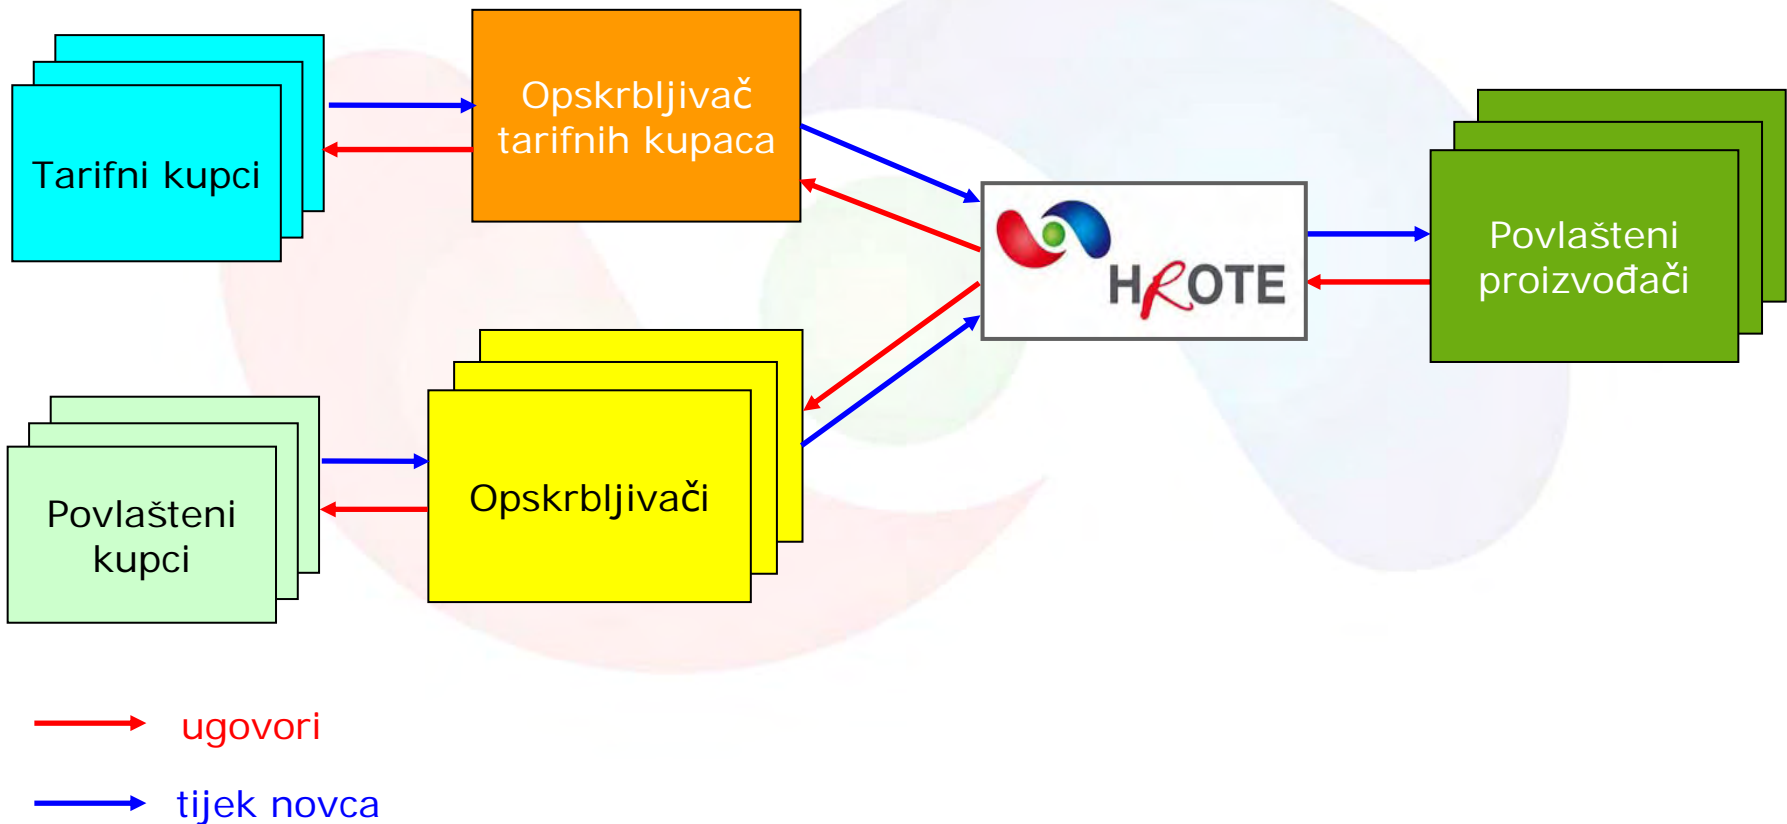 Tarifni kupci
Opskrbljivač
tarifnih kupaca
HROTE
Povlašteni
proizvođači
Povlašteni
kupci
Opskrbljivači
ugovori
tijek novca